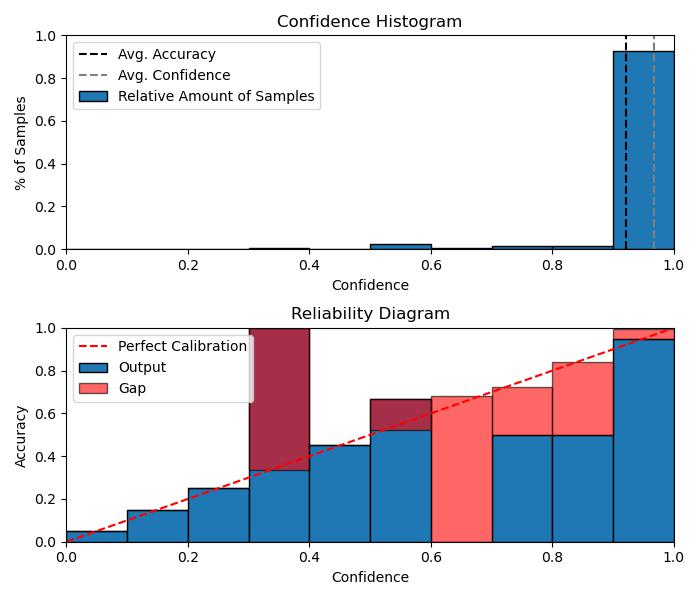 Confidence Histogram
1.0
0.8
0.6
0.4
0.2
0.0
% of Samples
Avg. Accuracy
Avg. Confidence
Relative Amount of Samples
0.0 0.2 0.4 0.6 0.8 1.0
Confidence
Reliability Diagram
1.0
0.8
0.6
0.4
0.2
0.0
Accuracy
Perfect Calibration
Output
Gap
0.0 0.2 0.4 0.6 0.8 1.0
Confidence